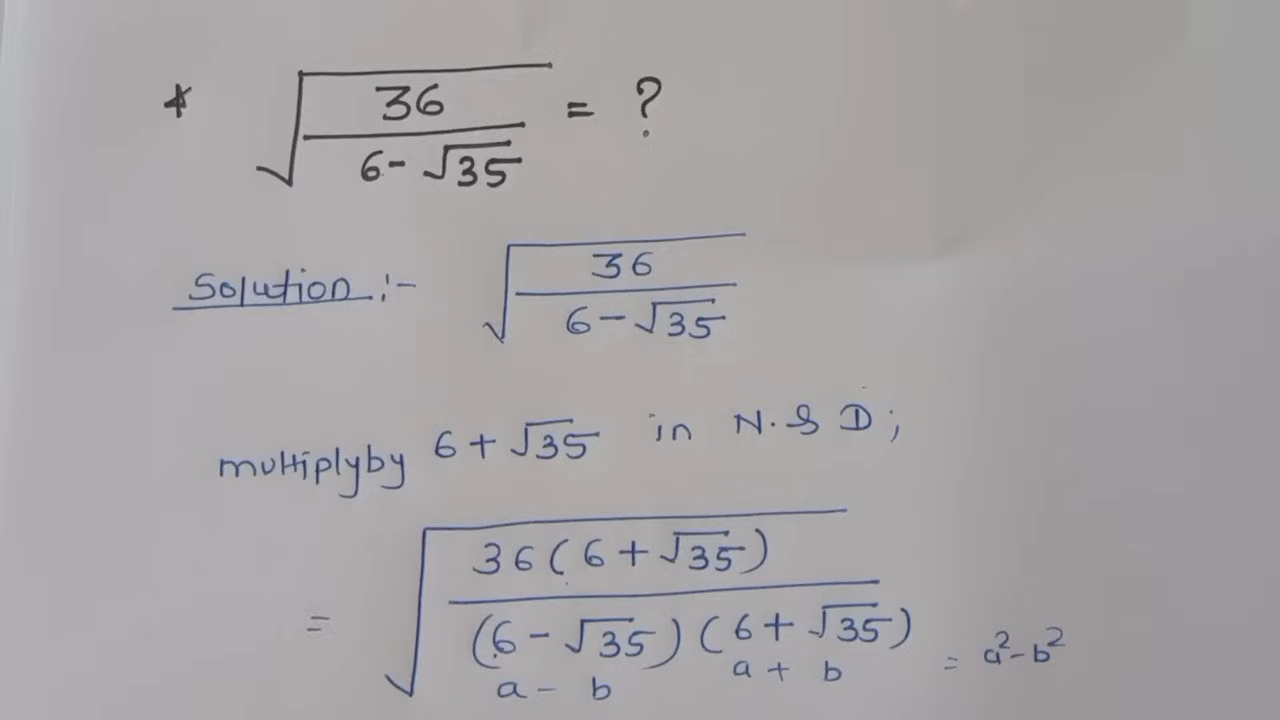 * √(36/(6-√35)) = ?
Solution :- √(36/(6-√35))
multiply by 6+√35 in N. & D;
= √(36(6+√35)/((6-√35)(6+√35))) = a²-b²
a - b a + b